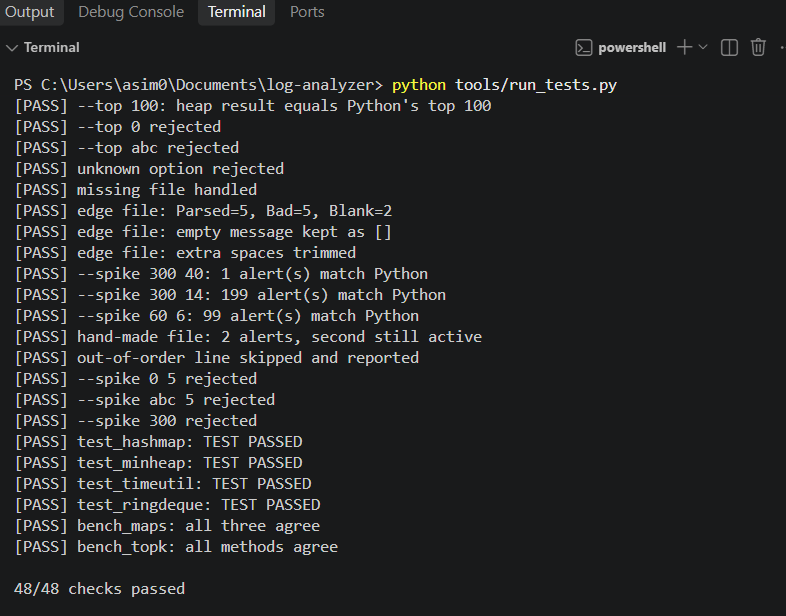 Output Debug Console Terminal Ports
Terminal
powershell
PS C:\Users\asim0\Documents\log-analyzer> python tools/run_tests.py
[PASS] --top 100: heap result equals Python's top 100
[PASS] --top 0 rejected
[PASS] --top abc rejected
[PASS] unknown option rejected
[PASS] missing file handled
[PASS] edge file: Parsed=5, Bad=5, Blank=2
[PASS] edge file: empty message kept as []
[PASS] edge file: extra spaces trimmed
[PASS] --spike 300 40: 1 alert(s) match Python
[PASS] --spike 300 14: 199 alert(s) match Python
[PASS] --spike 60 6: 99 alert(s) match Python
[PASS] hand-made file: 2 alerts, second still active
[PASS] out-of-order line skipped and reported
[PASS] --spike 0 5 rejected
[PASS] --spike abc 5 rejected
[PASS] --spike 300 rejected
[PASS] test_hashmap: TEST PASSED
[PASS] test_minheap: TEST PASSED
[PASS] test_timeutil: TEST PASSED
[PASS] test_ringdeque: TEST PASSED
[PASS] bench_maps: all three agree
[PASS] bench_topk: all methods agree
48/48 checks passed